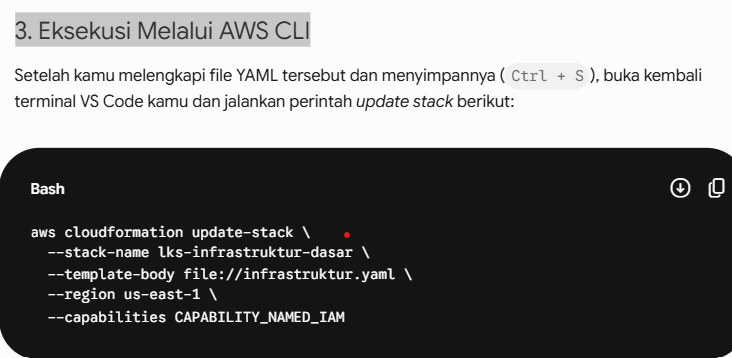 3. Eksekusi Melalui AWS CLI
Setelah kamu melengkapi file YAML tersebut dan menyimpannya ( Ctrl + S ), buka kembali
terminal VS Code kamu dan jalankan perintah update stack berikut:
Bash
aws cloudformation update-stack \
  --stack-name lks-infrastruktur-dasar \
  --template-body file://infrastruktur.yaml \
  --region us-east-1 \
  --capabilities CAPABILITY_NAMED_IAM